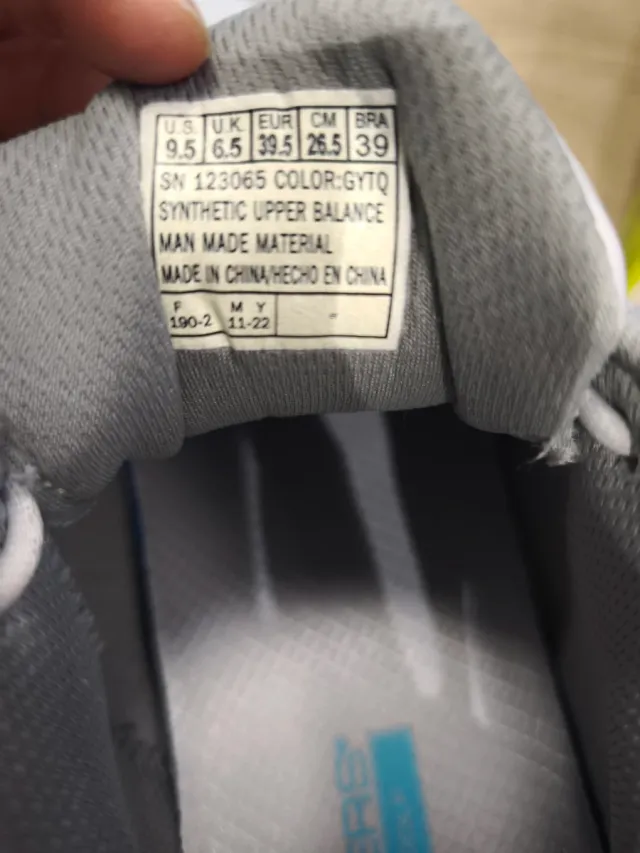 U.S. U.K. EUR CM BRA
9.5 6.5 39.5 26.5 39
SN 123065 COLOR:GYTQ
SYNTHETIC UPPER BALANCE
MAN MADE MATERIAL
MADE IN CHINA/HECHO EN CHINA
F M Y
190-2 11-22 -
ERS